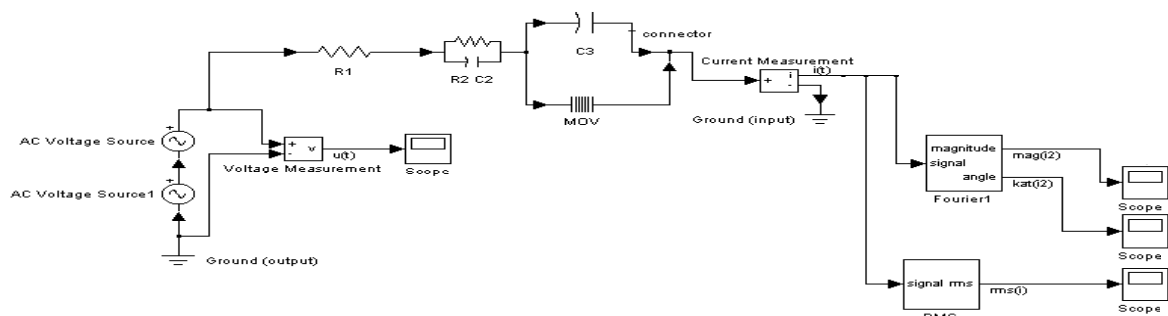 connector
C3
R1
R2 C2
Current Measurement
+
i
-
i(t)
MOV
Ground (input)
+
AC Voltage Source
+
-
v
u(t)
Voltage Measurement
Scope
+
AC Voltage Source1
Ground (output)
magnitude
signal
angle
mag(i2)
kat(i2)
Fourier1
Scope
Scope
signal rms
rms(i)
Scope